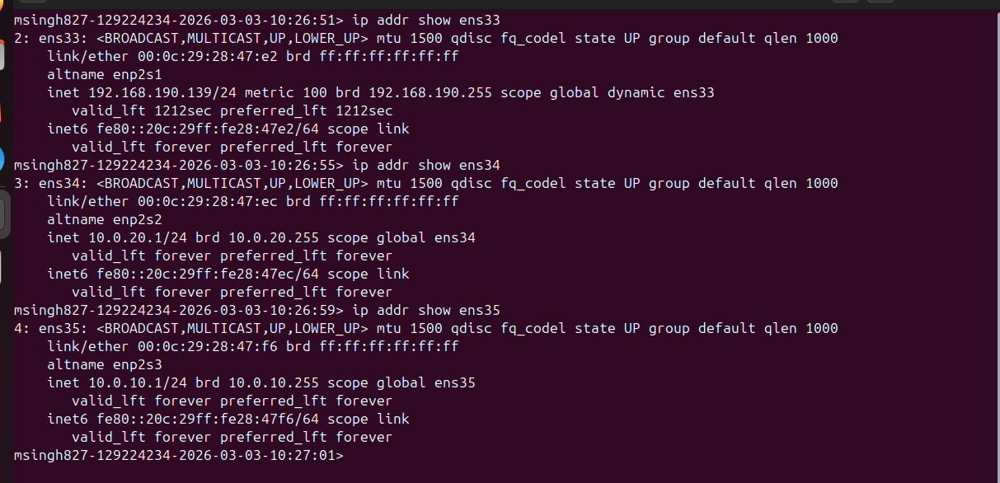 msingh827-129224234-2026-03-03-10:26:51> ip addr show ens33
2: ens33: <BROADCAST,MULTICAST,UP,LOWER_UP> mtu 1500 qdisc fq_codel state UP group default qlen 1000
    link/ether 00:0c:29:28:47:e2 brd ff:ff:ff:ff:ff:ff
    altname enp2s1
    inet 192.168.190.139/24 metric 100 brd 192.168.190.255 scope global dynamic ens33
       valid_lft 1212sec preferred_lft 1212sec
    inet6 fe80::20c:29ff:fe28:47e2/64 scope link
       valid_lft forever preferred_lft forever
msingh827-129224234-2026-03-03-10:26:55> ip addr show ens34
3: ens34: <BROADCAST,MULTICAST,UP,LOWER_UP> mtu 1500 qdisc fq_codel state UP group default qlen 1000
    link/ether 00:0c:29:28:47:ec brd ff:ff:ff:ff:ff:ff
    altname enp2s2
    inet 10.0.20.1/24 brd 10.0.20.255 scope global ens34
       valid_lft forever preferred_lft forever
    inet6 fe80::20c:29ff:fe28:47ec/64 scope link
       valid_lft forever preferred_lft forever
msingh827-129224234-2026-03-03-10:26:59> ip addr show ens35
4: ens35: <BROADCAST,MULTICAST,UP,LOWER_UP> mtu 1500 qdisc fq_codel state UP group default qlen 1000
    link/ether 00:0c:29:28:47:f6 brd ff:ff:ff:ff:ff:ff
    altname enp2s3
    inet 10.0.10.1/24 brd 10.0.10.255 scope global ens35
       valid_lft forever preferred_lft forever
    inet6 fe80::20c:29ff:fe28:47f6/64 scope link
       valid_lft forever preferred_lft forever
msingh827-129224234-2026-03-03-10:27:01>